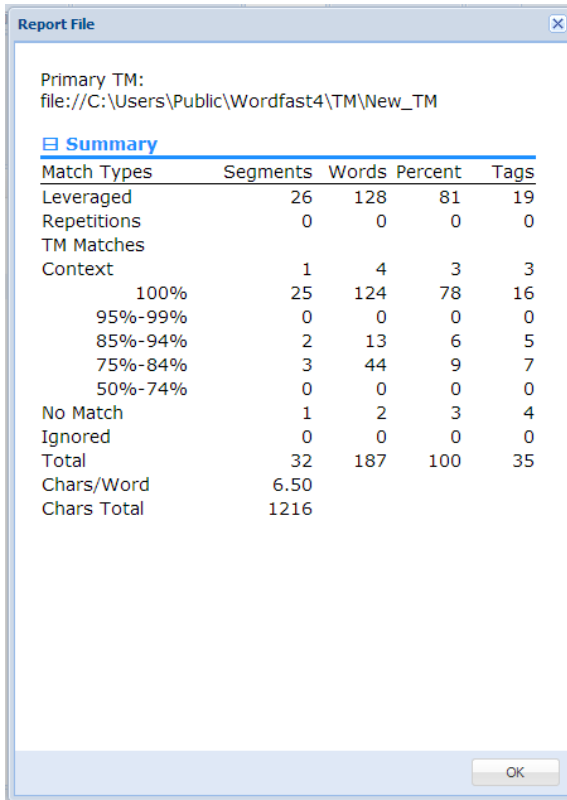 Report File
Primary TM:
file://C:\Users\Public\Wordfast4\TM\New_TM
Summary
Match Types Segments Words Percent Tags
Leveraged 26 128 81 19
Repetitions 0 0 0 0
TM Matches
Context 1 4 3 3
100% 25 124 78 16
95%-99% 0 0 0 0
85%-94% 2 13 6 5
75%-84% 3 44 9 7
50%-74% 0 0 0 0
No Match 1 2 3 4
Ignored 0 0 0 0
Total 32 187 100 35
Chars/Word 6.50
Chars Total 1216
OK